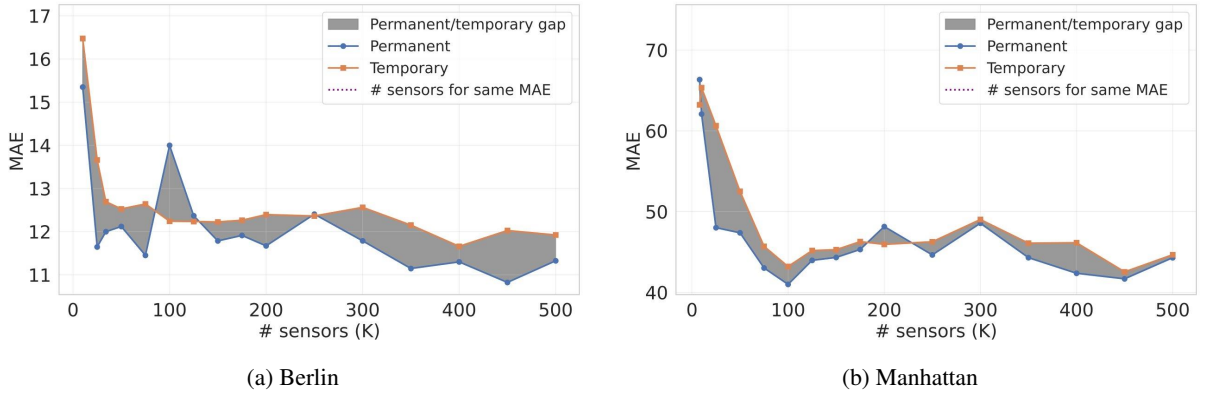 17
16
15
14
13
12
11
MAE
0 100 200 300 400 500
# sensors (K)
Permanent/temporary gap
Permanent
Temporary
# sensors for same MAE
(a) Berlin
70
60
50
40
MAE
0 100 200 300 400 500
# sensors (K)
Permanent/temporary gap
Permanent
Temporary
# sensors for same MAE
(b) Manhattan